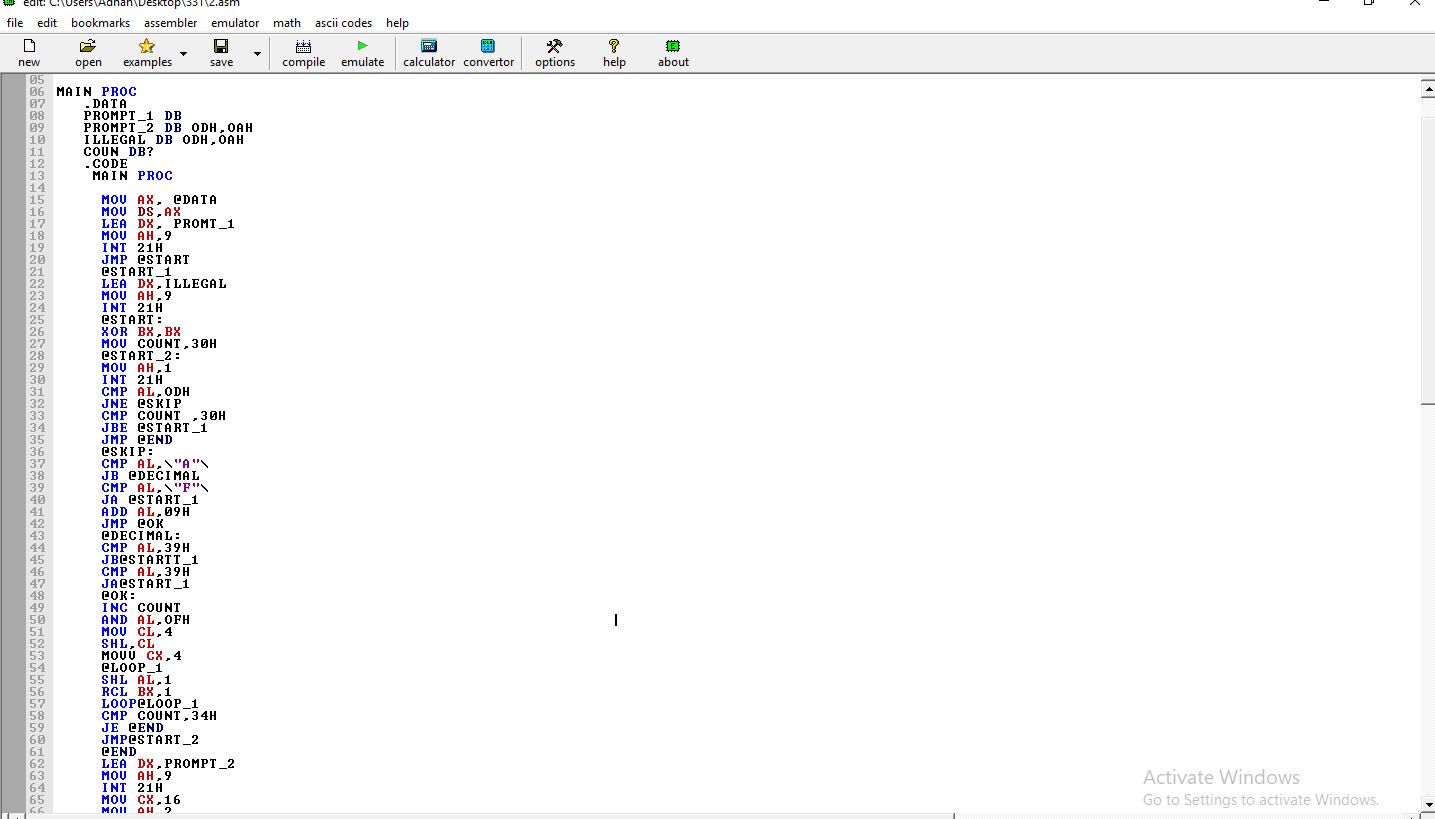 edit: C:\Users\Adnan\Desktop\331\2.asm
file edit bookmarks assembler emulator math ascii codes help
new open examples save compile emulate calculator convertor options help about
05
06 MAIN PROC
07 .DATA
08 PROMPT_1 DB
09 PROMPT_2 DB ODH,OAH
10 ILLEGAL DB ODH,OAH
11 COUN DB?
12 .CODE
13 MAIN PROC
14
15 MOV AX, @DATA
16 MOV DS,AX
17 LEA DX, PROMT_1
18 MOV AH,9
19 INT 21H
20 JMP @START
21 @START_1
22 LEA DX,ILLEGAL
23 MOV AH,9
24 INT 21H
25 @START:
26 XOR BX,BX
27 MOV COUNT,30H
28 @START_2:
29 MOV AH,1
30 INT 21H
31 CMP AL,ODH
32 JNE @SKIP
33 CMP COUNT ,30H
34 JBE @START_1
35 JMP @END
36 @SKIP:
37 CMP AL,\"A"\
38 JB @DECIMAL
39 CMP AL,\"F"\
40 JA @START_1
41 ADD AL,09H
42 JMP @OK
43 @DECIMAL:
44 CMP AL,39H
45 JB@STARTT_1
46 CMP AL,39H
47 JA@START_1
48 @OK:
49 INC COUNT
50 AND AL,OFH
51 MOV CL,4
52 SHL,CL
53 MOVV CX,4
54 @LOOP_1
55 SHL AL,1
56 RCL BX,1
57 LOOP@LOOP_1
58 CMP COUNT,34H
59 JE @END
60 JMP@START_2
61 @END
62 LEA DX,PROMPT_2
63 MOV AH,9
64 INT 21H
65 MOV CX,16
66 MOV AH,2
Activate Windows
Go to Settings to activate Windows.